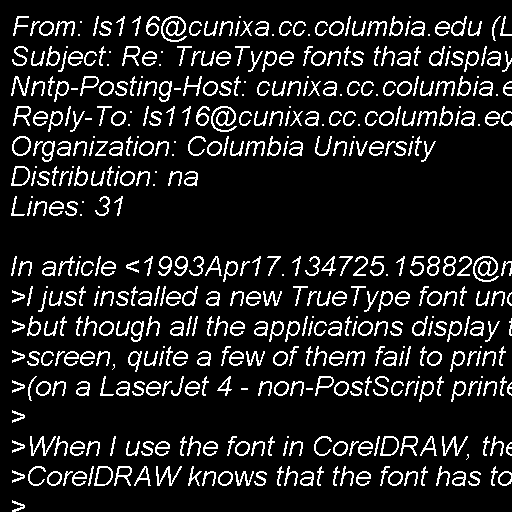 From: ls116@cunixa.cc.columbia.edu (L
Subject: Re: TrueType fonts that display
Nntp-Posting-Host: cunixa.cc.columbia.e
Reply-To: ls116@cunixa.cc.columbia.ed
Organization: Columbia University
Distribution: na
Lines: 31

In article <1993Apr17.134725.15882@m
>I just installed a new TrueType font und
>but though all the applications display t
>screen, quite a few of them fail to print
>(on a LaserJet 4 - non-PostScript printe
>
>When I use the font in CorelDRAW, the
>CorelDRAW knows that the font has to
>